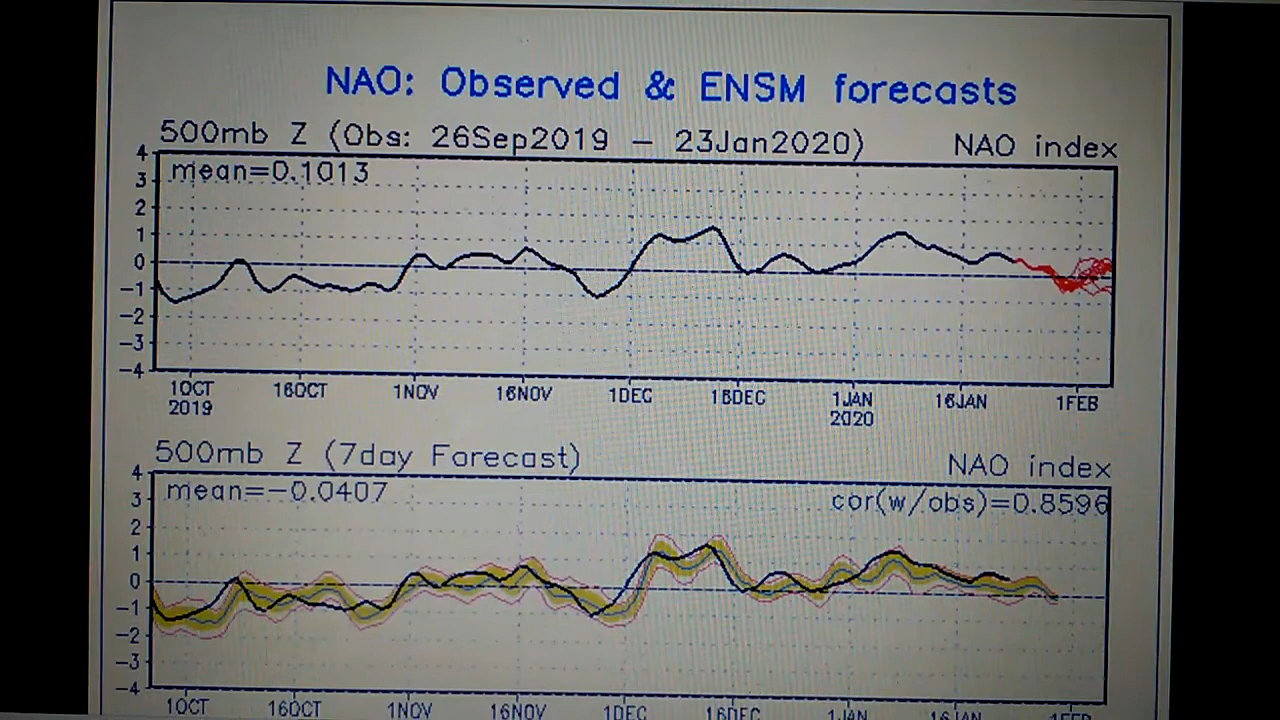 NAO: Observed & ENSM forecasts
500mb Z (Obs: 26Sep2019 – 23Jan2020) NAO index
mean=0.1013
4
3
2
1
0
−1
−2
−3
−4
1OCT 16OCT 1NOV 16NOV 1DEC 16DEC 1JAN 16JAN 1FEB
2019 2020
500mb Z (7day Forecast) NAO index
mean=−0.0407 cor(w/obs)=0.8596
4
3
2
1
0
−1
−2
−3
−4
1OCT 16OCT 1NOV 16NOV 1DEC 16DEC 1JAN 16JAN 1FEB